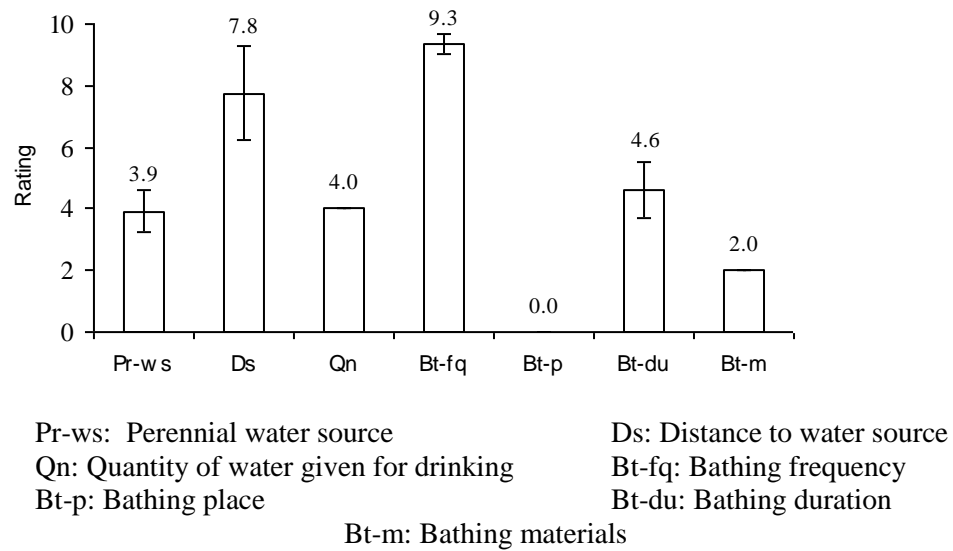 10
9.3
7.8
8
6
Rating
4.6
3.9
4.0
4
2.0
2
0.0
0
Pr-ws Ds Qn Bt-fq Bt-p Bt-du Bt-m
Pr-ws: Perennial water source Ds: Distance to water source
Qn: Quantity of water given for drinking Bt-fq: Bathing frequency
Bt-p: Bathing place Bt-du: Bathing duration
Bt-m: Bathing materials